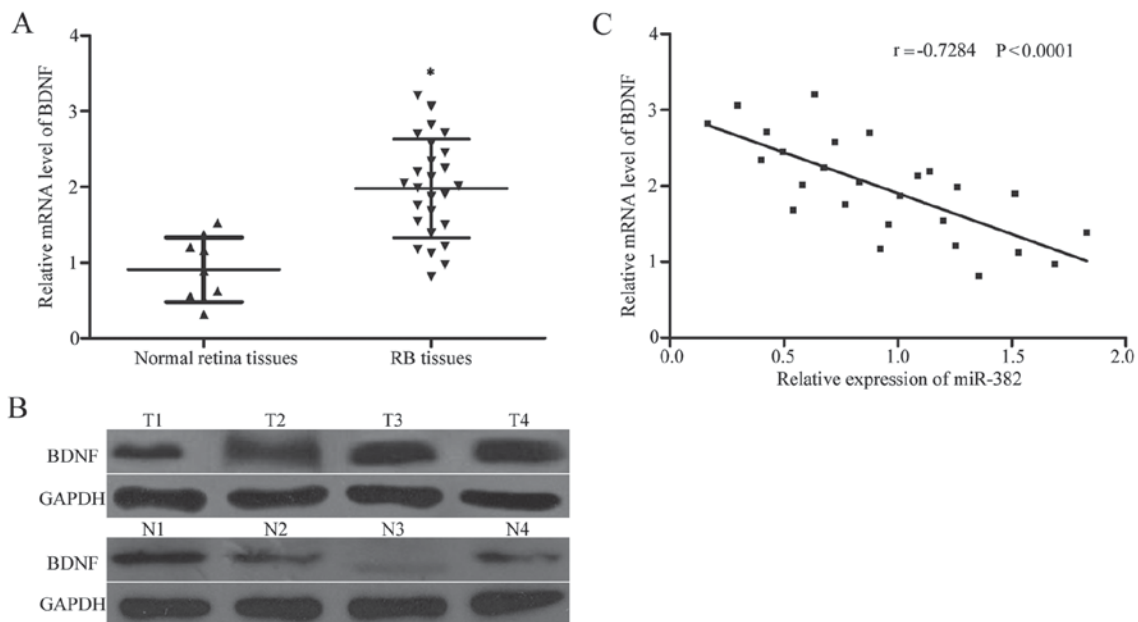 A
Relative mRNA level of BDNF
4
3
2
1
0
*
Normal retina tissues
RB tissues
B
T1 T2 T3 T4
BDNF
GAPDH
N1 N2 N3 N4
BDNF
GAPDH
C
r=-0.7284 P<0.0001
Relative mRNA level of BDNF
4
3
2
1
0
0.0 0.5 1.0 1.5 2.0
Relative expression of miR-382